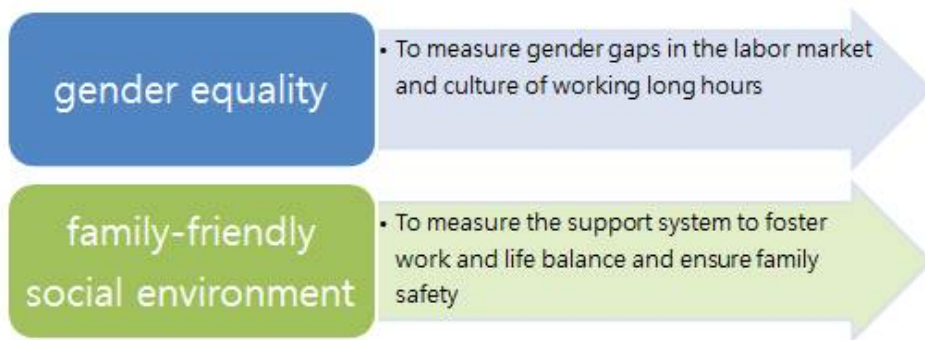 gender equality
• To measure gender gaps in the labor market
and culture of working long hours
family-friendly
social environment
• To measure the support system to foster
work and life balance and ensure family
safety